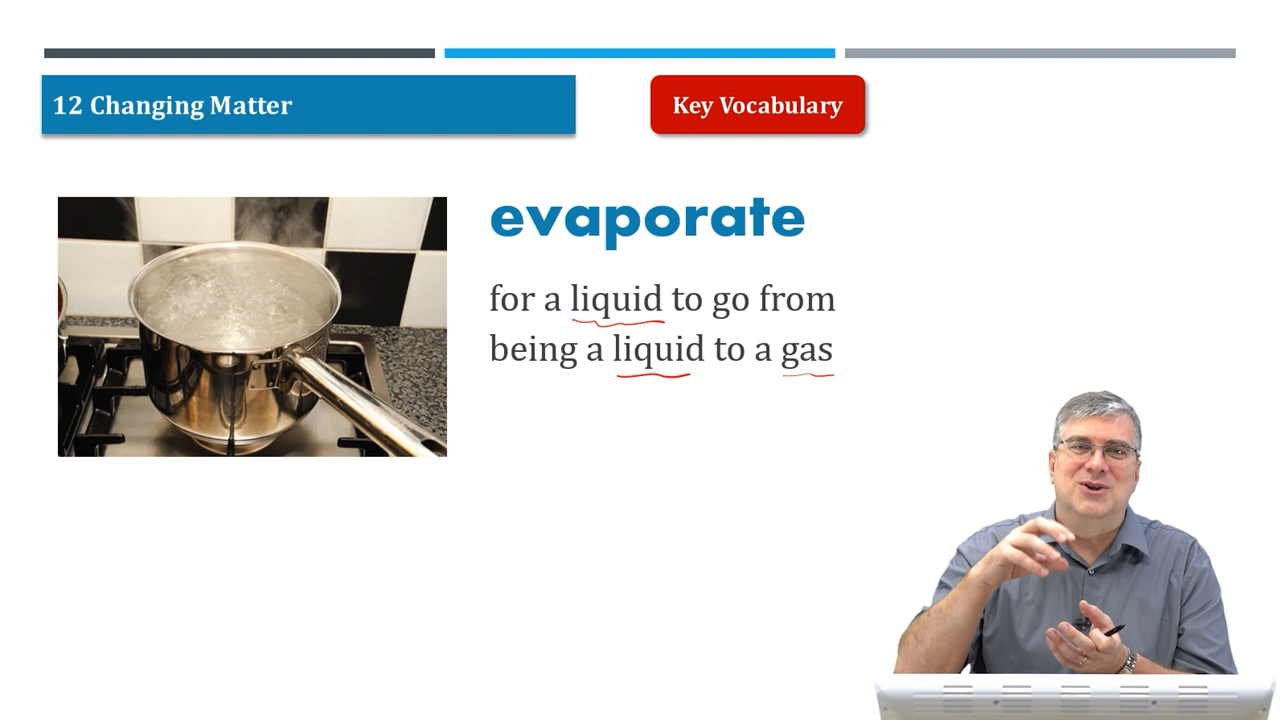 12 Changing Matter
Key Vocabulary
evaporate
for a liquid to go from
being a liquid to a gas